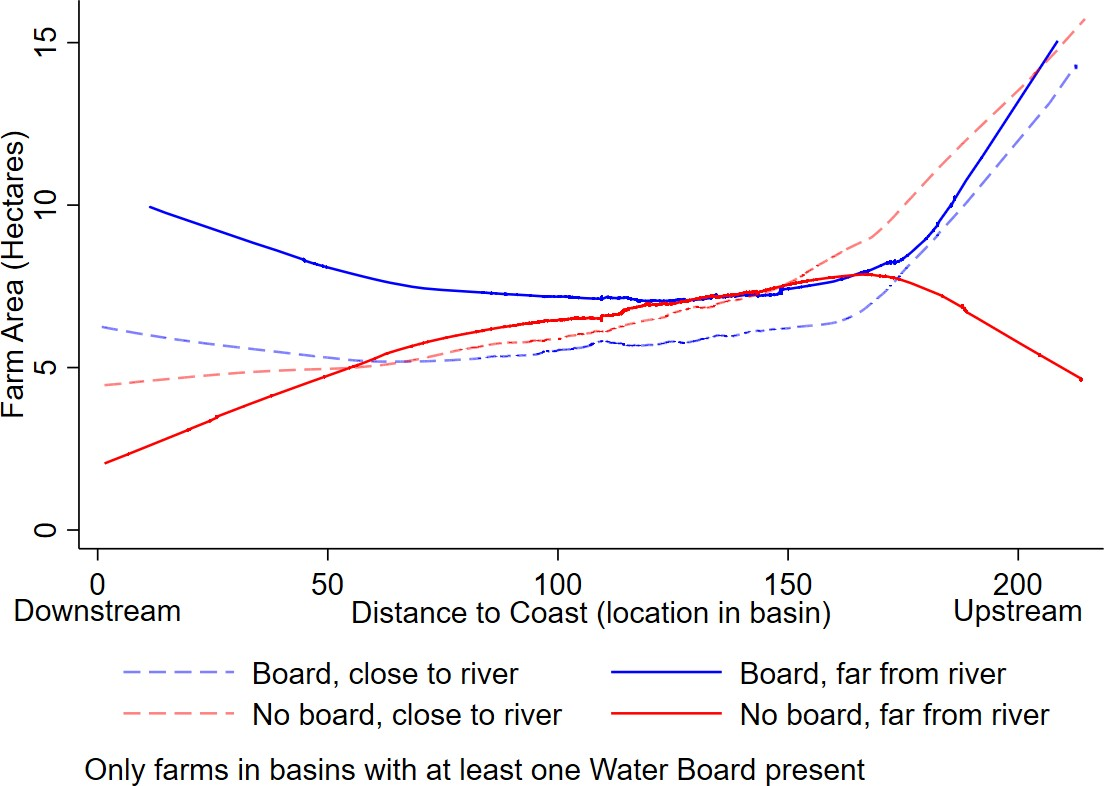 Farm Area (Hectares)
15
10
5
0
0 50 100 150 200
Downstream Distance to Coast (location in basin) Upstream
Board, close to river Board, far from river
No board, close to river No board, far from river
Only farms in basins with at least one Water Board present